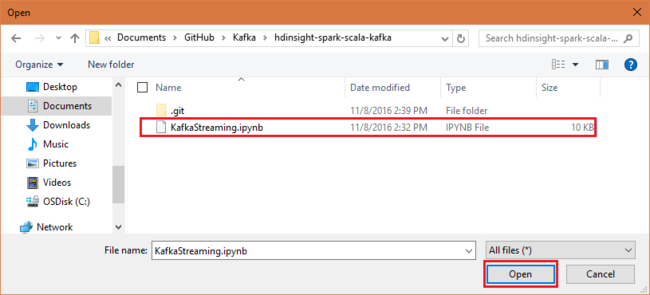 Open
Documents > GitHub > Kafka > hdinsight-spark-scala-kafka
Search hdinsight-spark-scala-...
Organize New folder
Name Date modified Type Size
Desktop
Documents
Downloads
Music
Pictures
Videos
OSDisk (C:)
Network
.git 11/8/2016 2:39 PM File folder
KafkaStreaming.ipynb 11/8/2016 2:32 PM IPYNB File 10 KB
File name: KafkaStreaming.ipynb All files (*)
Open Cancel